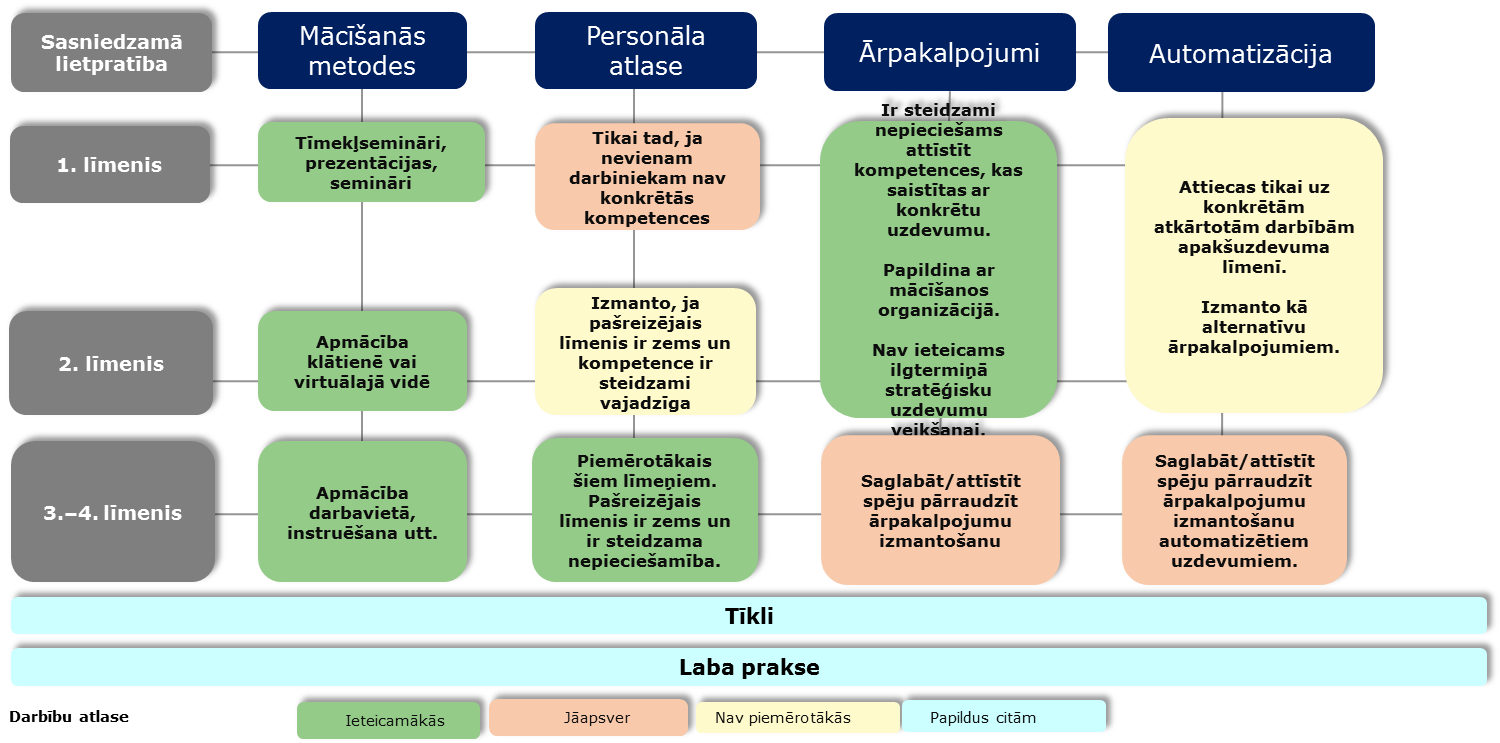 Sasniedzamā
lietpratība
Mācīšanās
metodes
Personāla
atlase
Ārpakalpojumi
Automatizācija
1. līmenis
Tīmekļsemināri,
prezentācijas,
semināri
Tikai tad, ja
nevienam
darbiniekam nav
konkrētās
kompetences
Ir steidzami
nepieciešams
attīstīt
kompetences, kas
saistītas ar
konkrētu
uzdevumu.
Papildina ar
mācīšanos
organizācijā.
Nav ieteicams
ilgtermiņā
stratēģisku
uzdevumu
veikšanai.
Attiecas tikai uz
konkrētām
atkārtotām darbībām
apakšuzdevuma
līmenī.
Izmanto kā
alternatīvu
ārpakalpojumiem.
2. līmenis
Apmācība
klātienē vai
virtuālajā vidē
Izmanto, ja
pašreizējais
līmenis ir zems un
kompetence ir
steidzami
vajadzīga
3.–4. līmenis
Apmācība
darbavietā,
instruēšana utt.
Piemērotākais
šiem līmeņiem.
Pašreizējais
līmenis ir zems un
ir steidzama
nepieciešamība.
Saglabāt/attīstīt
spēju pārraudzīt
ārpakalpojumu
izmantošanu
Saglabāt/attīstīt
spēju pārraudzīt
ārpakalpojumu
izmantošanu
automatizētiem
uzdevumiem.
Tīkli
Laba prakse
Darbību atlase
Ieteicamākās
Jāapsver
Nav piemērotākās
Papildus citām